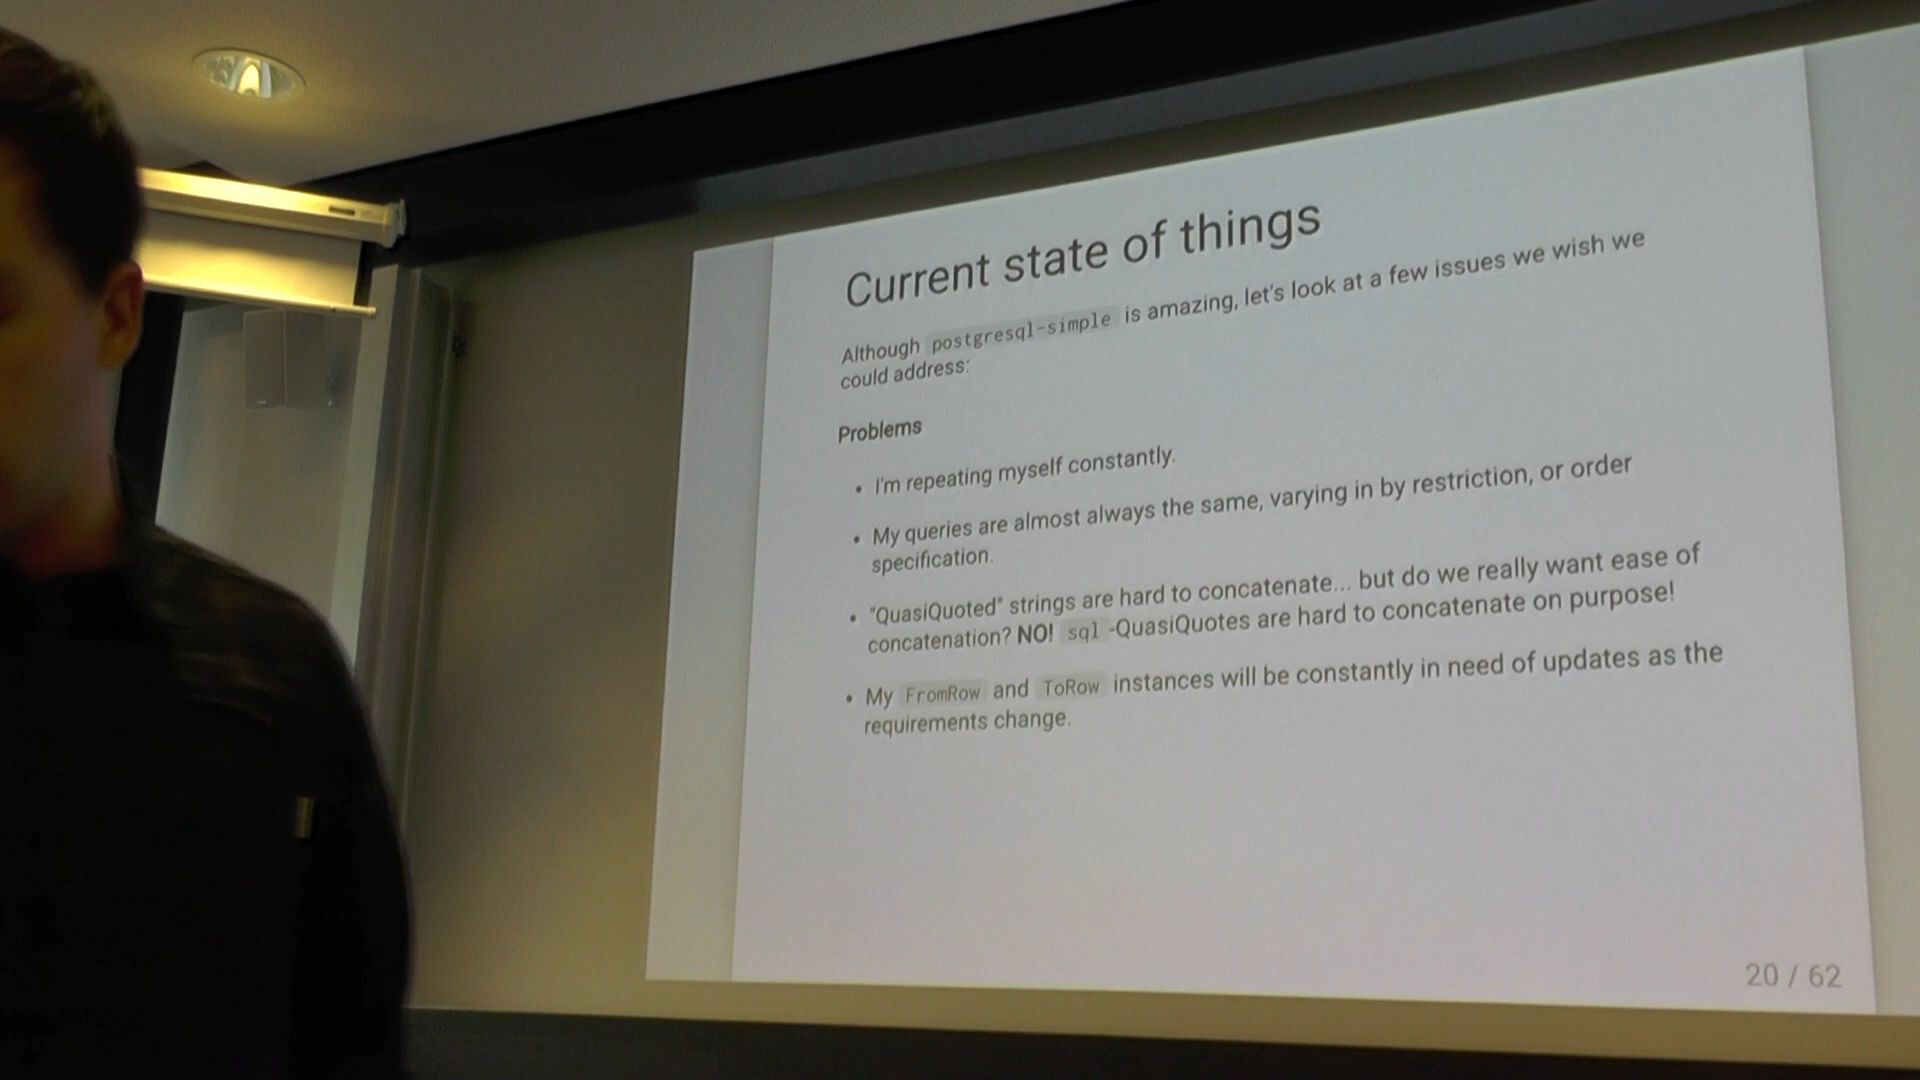 Current state of things
Although postgresql-simple is amazing, let's look at a few issues we wish we
could address:
Problems
• I'm repeating myself constantly.
• My queries are almost always the same, varying in by restriction, or order
specification.
• "QuasiQuoted" strings are hard to concatenate... but do we really want ease of
concatenation? NO! sql -QuasiQuotes are hard to concatenate on purpose!
• My FromRow and ToRow instances will be constantly in need of updates as the
requirements change.
20 / 62